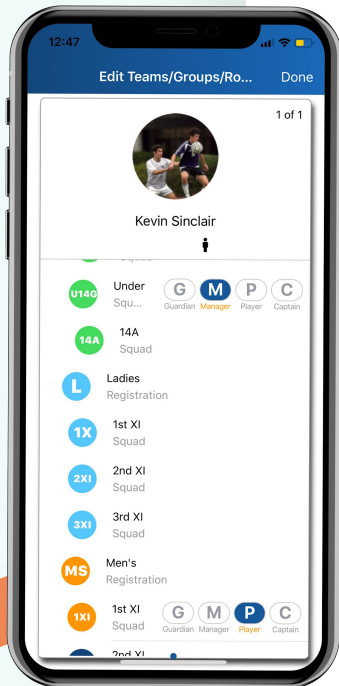 12:47
Edit Teams/Groups/Ro...
Done
1 of 1
Kevin Sinclair
Squad
U14G
Under
Squ...
G M P C
Guardian Manager Player Captain
14A
14A
Squad
L
Ladies
Registration
1X
1st XI
Squad
2XI
2nd XI
Squad
3XI
3rd XI
Squad
MS
Men's
Registration
1XI
1st XI
Squad
G M P C
Guardian Manager Player Captain
2nd XI